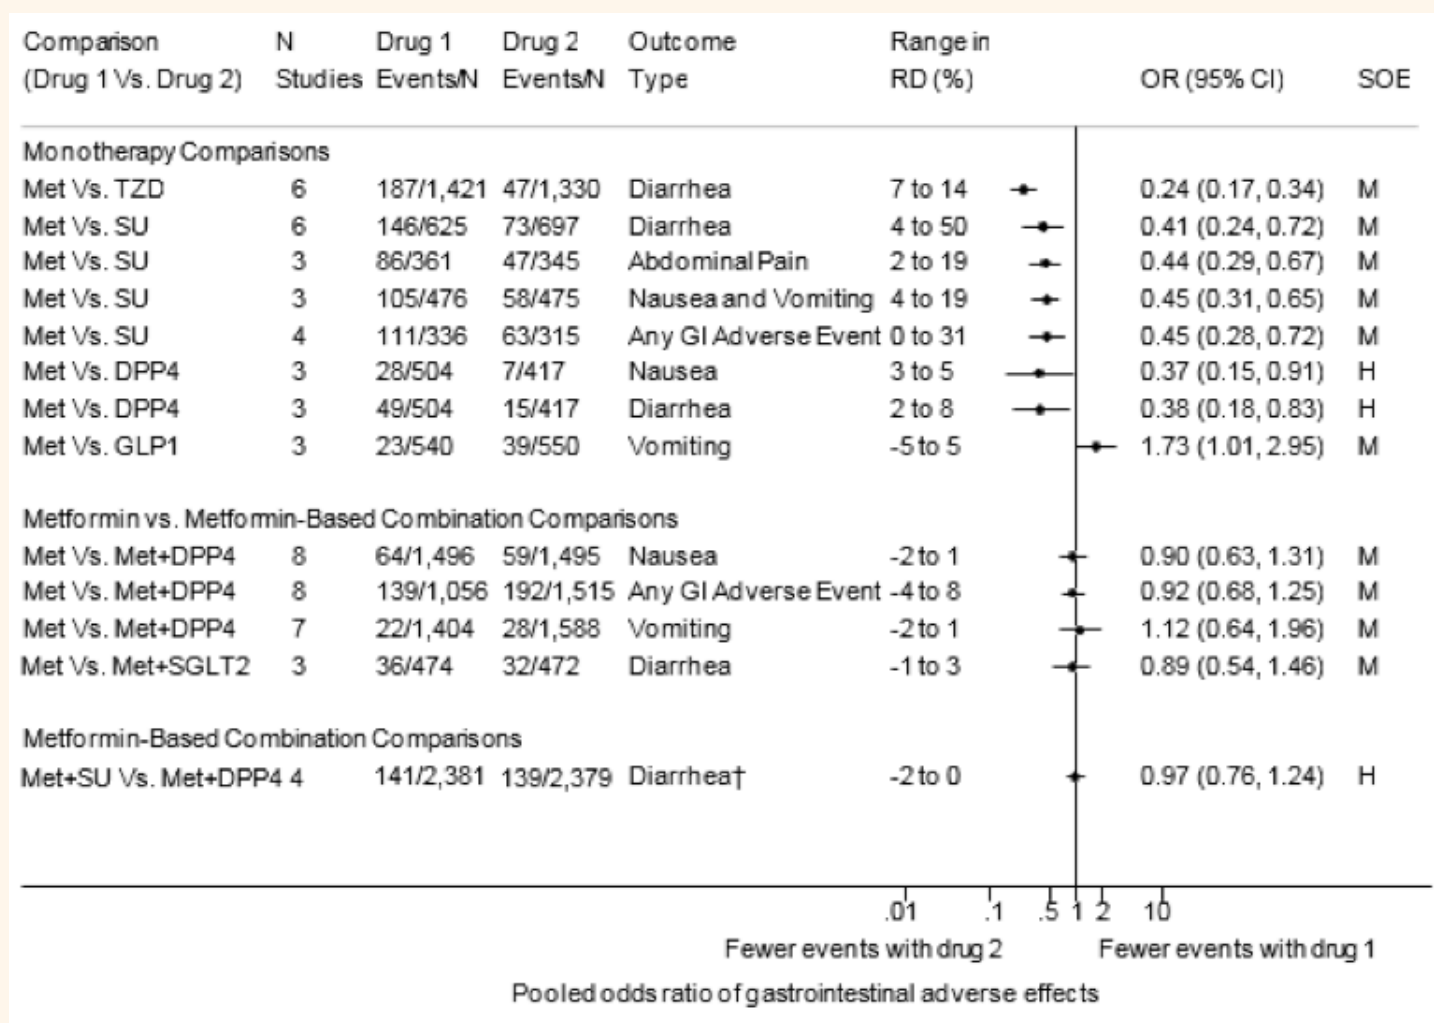 Comparison N Drug 1 Drug 2 Outcome Range in
(Drug 1 Vs. Drug 2) Studies Events/N Events/N Type RD (%) OR (95% CI) SOE
Monotherapy Comparisons
Met Vs. TZD 6 187/1,421 47/1,330 Diarrhea 7 to 14 0.24 (0.17, 0.34) M
Met Vs. SU 6 146/625 73/697 Diarrhea 4 to 50 0.41 (0.24, 0.72) M
Met Vs. SU 3 86/361 47/345 Abdominal Pain 2 to 19 0.44 (0.29, 0.67) M
Met Vs. SU 3 105/476 58/475 Nausea and Vomiting 4 to 19 0.45 (0.31, 0.65) M
Met Vs. SU 4 111/336 63/315 Any GI Adverse Event 0 to 31 0.45 (0.28, 0.72) M
Met Vs. DPP4 3 28/504 7/417 Nausea 3 to 5 0.37 (0.15, 0.91) H
Met Vs. DPP4 3 49/504 15/417 Diarrhea 2 to 8 0.38 (0.18, 0.83) H
Met Vs. GLP1 3 23/540 39/550 Vomiting -5 to 5 1.73 (1.01, 2.95) M
Metformin vs. Metformin-Based Combination Comparisons
Met Vs. Met+DPP4 8 64/1,496 59/1,495 Nausea -2 to 1 0.90 (0.63, 1.31) M
Met Vs. Met+DPP4 8 139/1,056 192/1,515 Any GI Adverse Event -4 to 8 0.92 (0.68, 1.25) M
Met Vs. Met+DPP4 7 22/1,404 28/1,588 Vomiting -2 to 1 1.12 (0.64, 1.96) M
Met Vs. Met+SGLT2 3 36/474 32/472 Diarrhea -1 to 3 0.89 (0.54, 1.46) M
Metformin-Based Combination Comparisons
Met+SU Vs. Met+DPP4 4 141/2,381 139/2,379 Diarrhea† -2 to 0 0.97 (0.76, 1.24) H
.01 .1 .5 1 2 10
Fewer events with drug 2 Fewer events with drug 1
Pooled odds ratio of gastrointestinal adverse effects